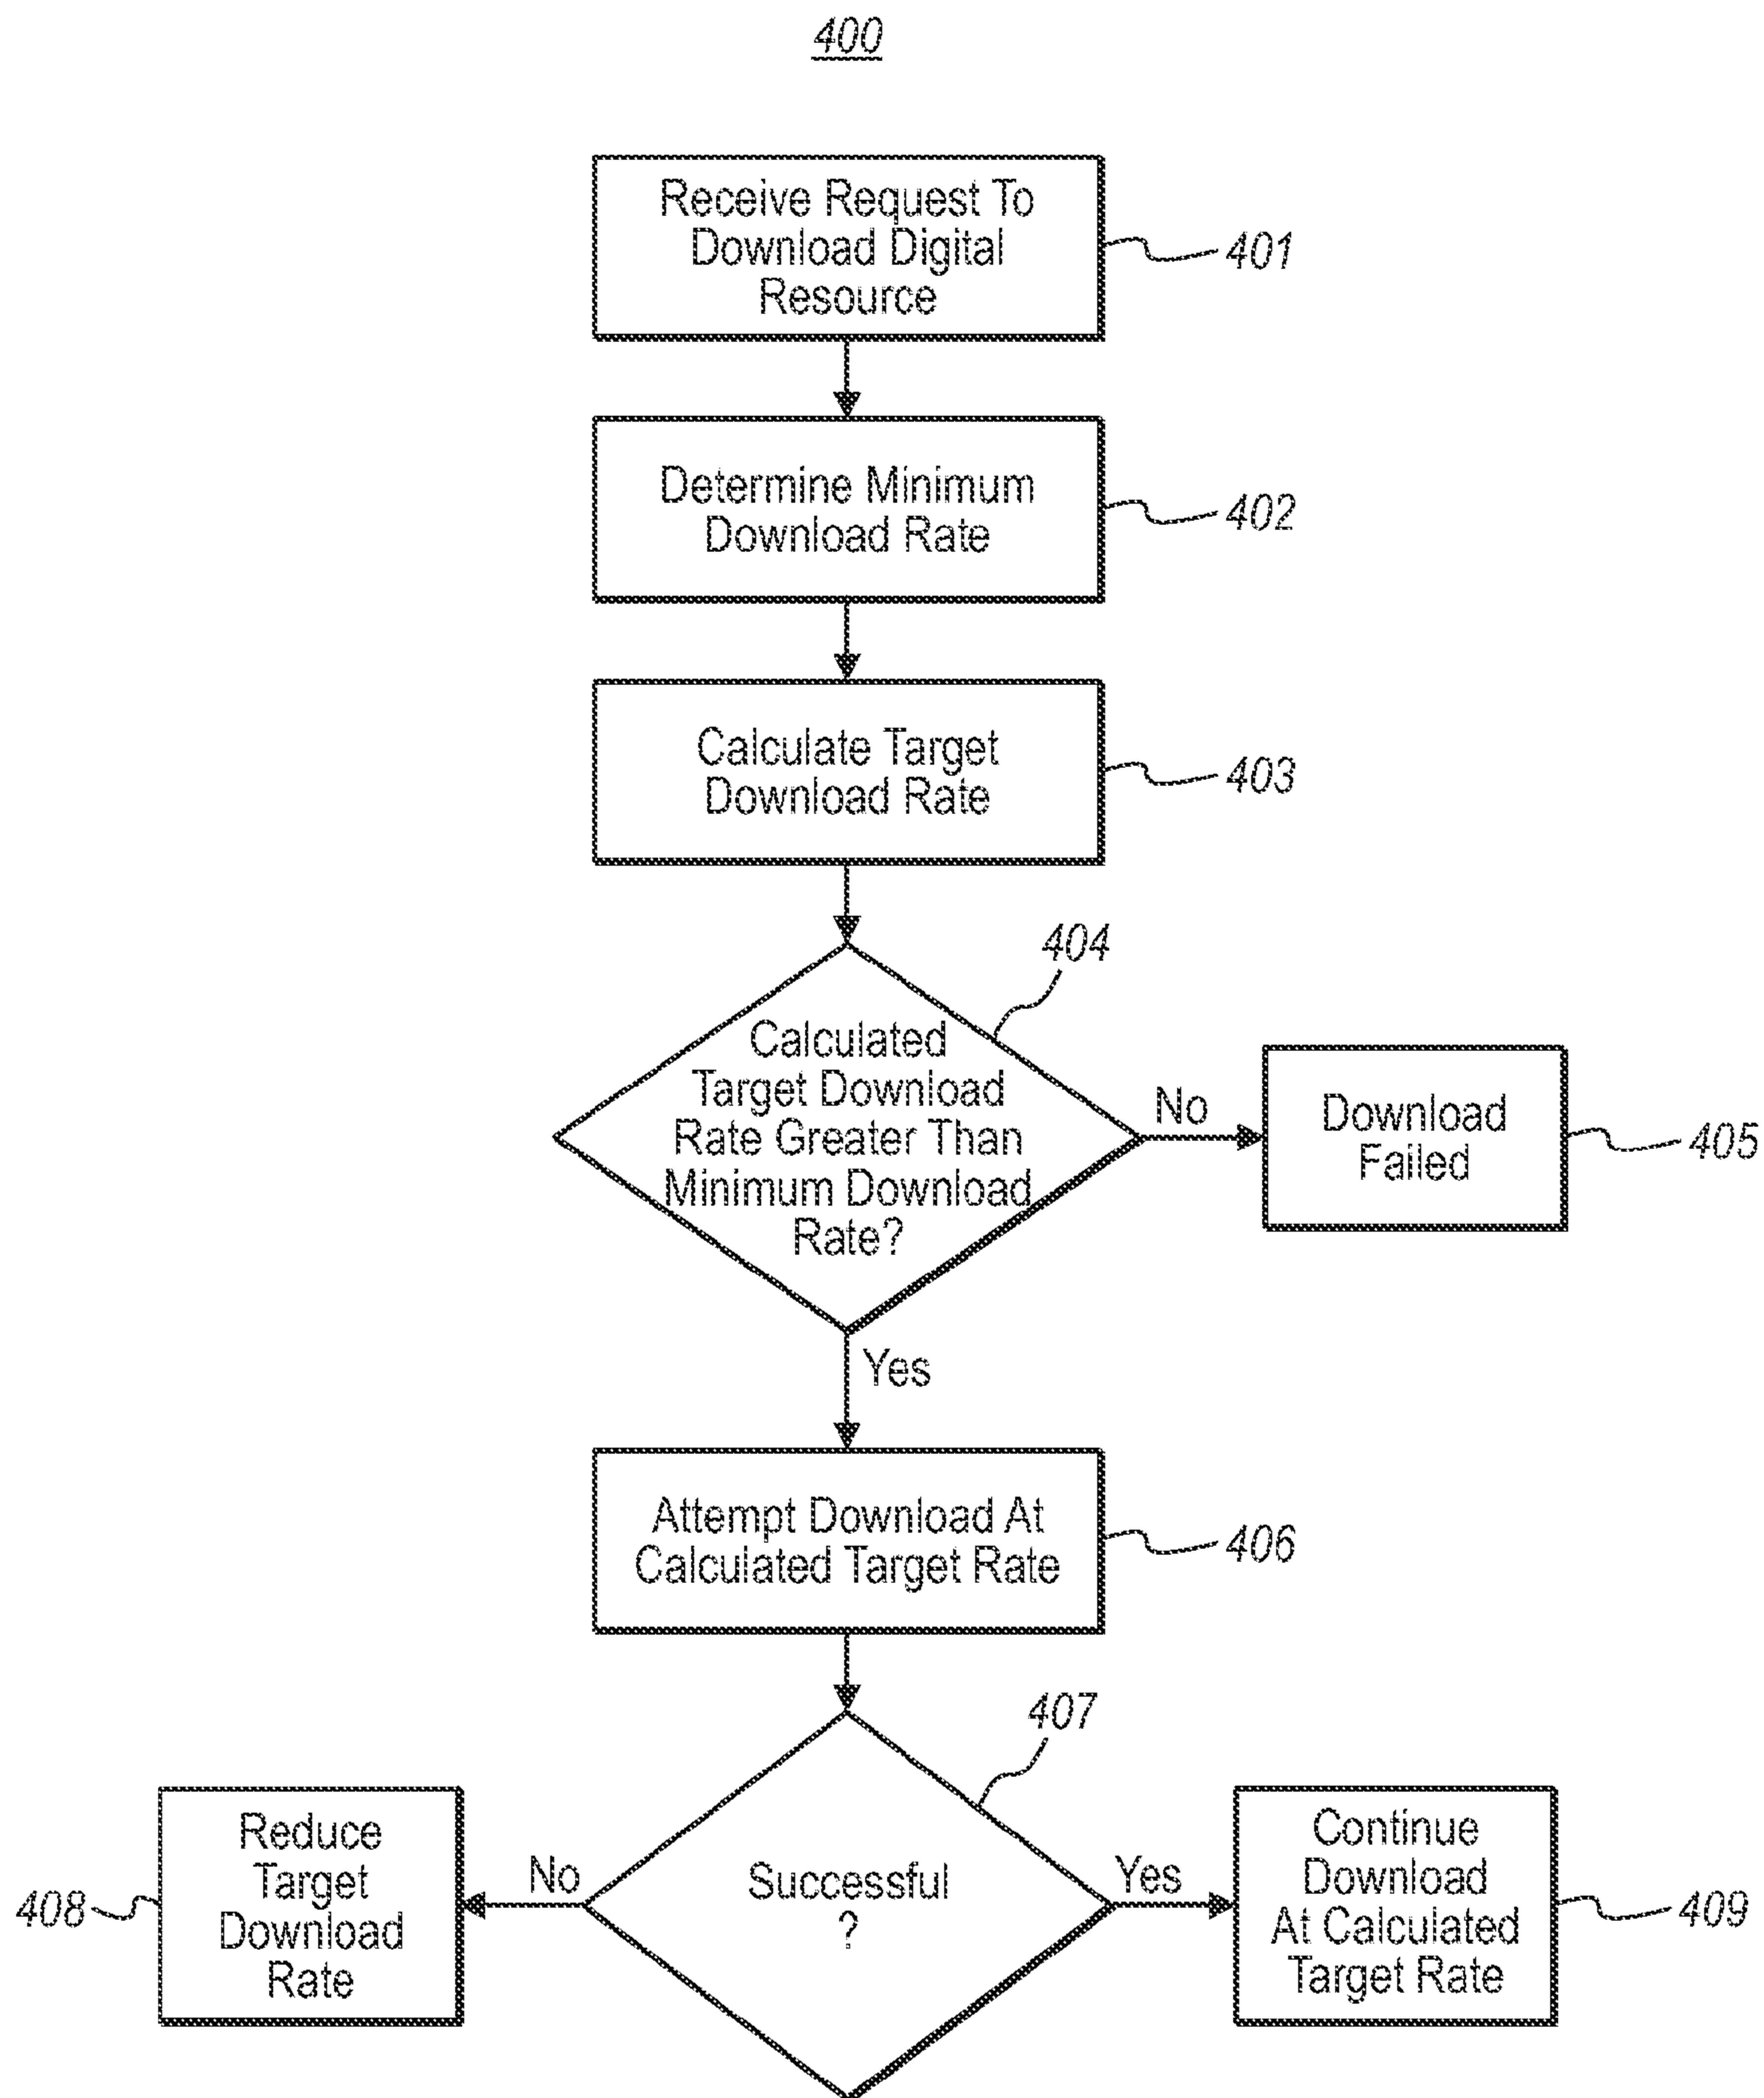 400
Receive Request To
Download Digital
Resource
401
Determine Minimum
Download Rate
402
Calculate Target
Download Rate
403
404
Calculated
Target Download
Rate Greater Than
Minimum Download
Rate?
No
Download
Failed
405
Yes
Attempt Download At
Calculated Target Rate
406
407
Successful
?
No
Reduce
Target
Download
Rate
408
Yes
Continue
Download
At Calculated
Target Rate
409